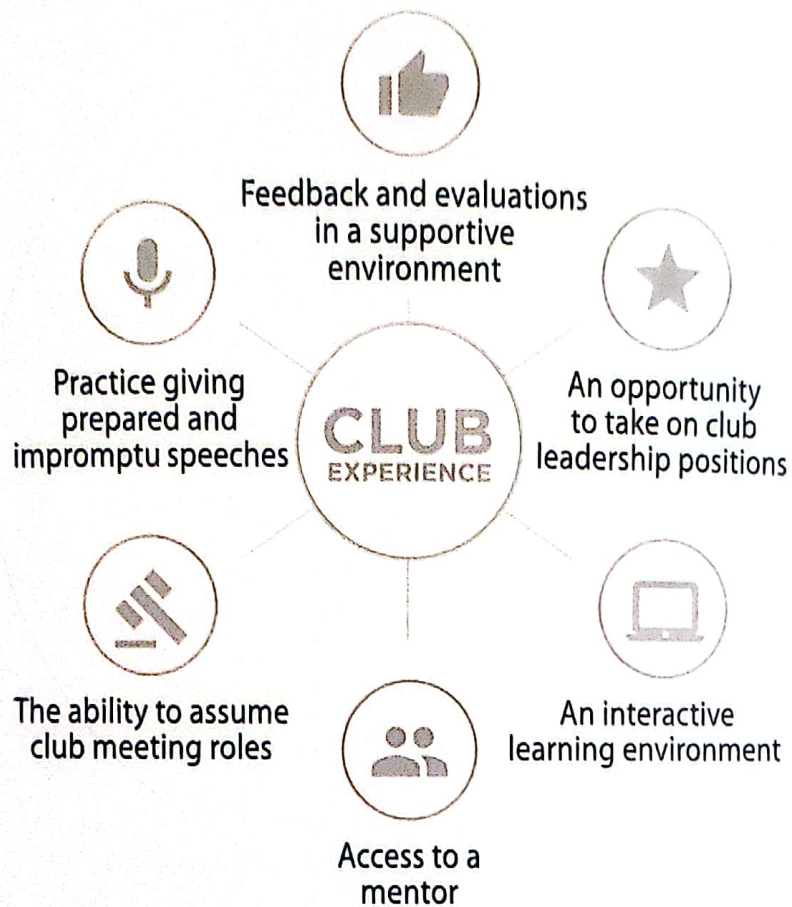 Feedback and evaluations
in a supportive
environment
Practice giving
prepared and
impromptu speeches
An opportunity
to take on club
leadership positions
CLUB
EXPERIENCE
The ability to assume
club meeting roles
An interactive
learning environment
Access to a
mentor